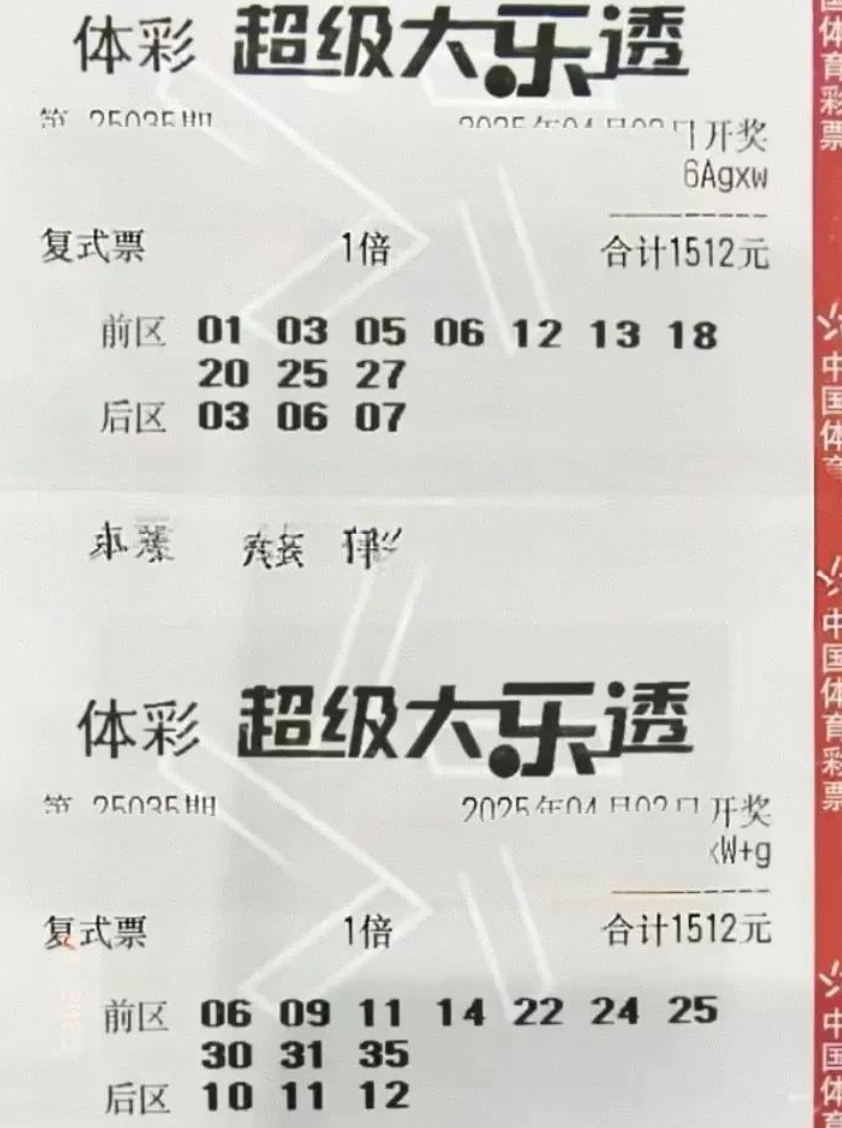 体彩 超级大乐透
第 25035期 2025年04月02日开奖
6Agxw
复式票 1倍 合计1512元
前区 01 03 05 06 12 13 18
20 25 27
后区 03 06 07
体彩 超级大乐透
第 25035期 2025年04月02日开奖
W+g
复式票 1倍 合计1512元
前区 06 09 11 14 22 24 25
30 31 35
后区 10 11 12
国体育彩票
中国体育
中国体育彩票
中国体育